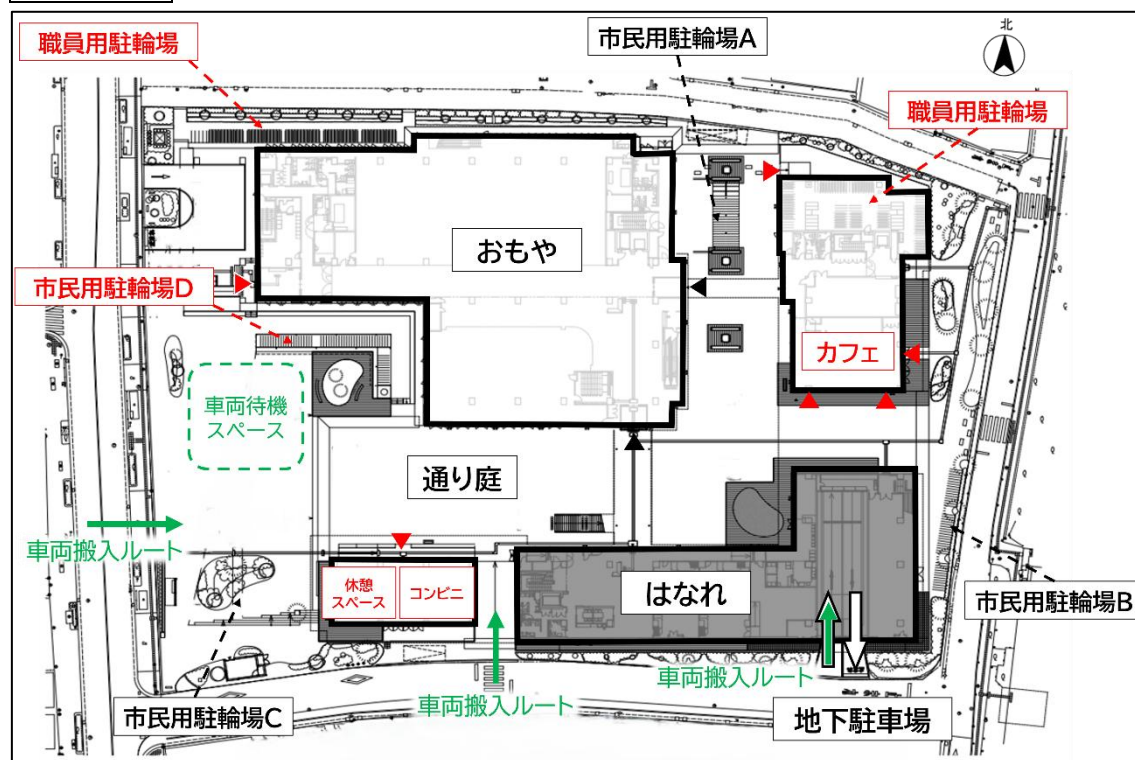 職員用駐輪場
市民用駐輪場A
北
職員用駐輪場
おもや
市民用駐輪場D
カフェ
車両待機
スペース
通り庭
車両搬入ルート
休憩
スペース
コンビニ
はなれ
市民用駐輪場B
車両搬入ルート
市民用駐輪場C
車両搬入ルート
地下駐車場